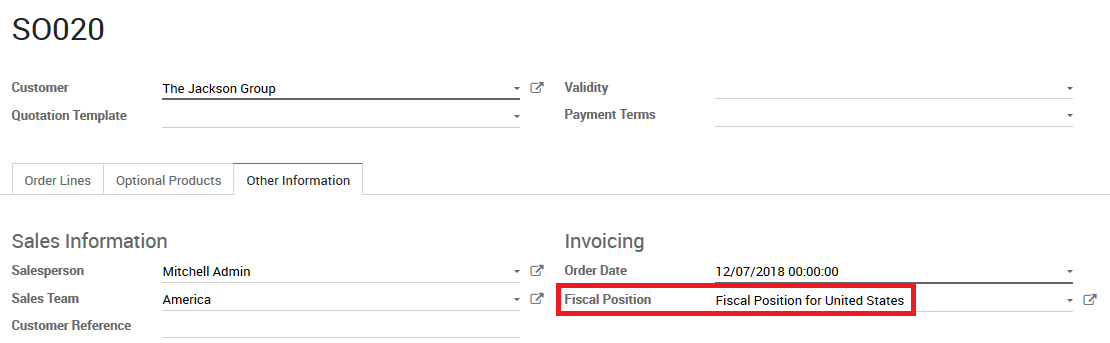 SO020
Customer The Jackson Group Validity
Quotation Template Payment Terms
Order Lines Optional Products Other Information
Sales Information Invoicing
Salesperson Mitchell Admin Order Date 12/07/2018 00:00:00
Sales Team America Fiscal Position Fiscal Position for United States
Customer Reference